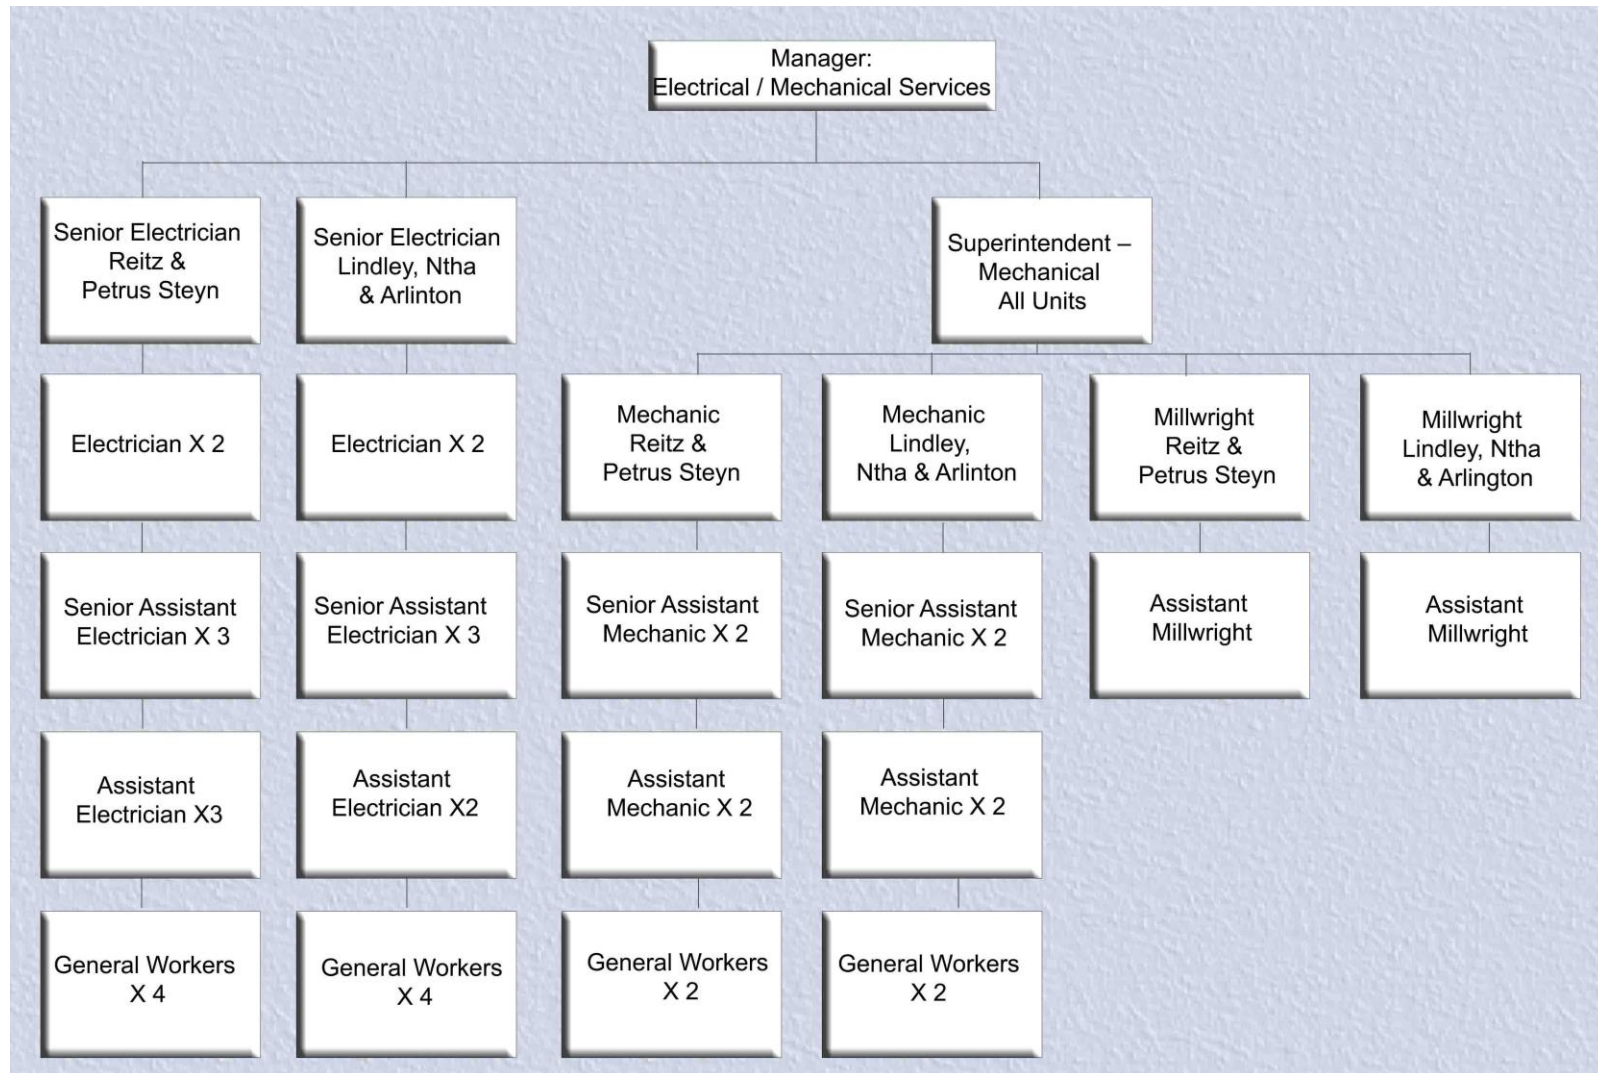 Manager:
Electrical / Mechanical Services
Senior Electrician
Reitz &
Petrus Steyn
Senior Electrician
Lindley, Ntha
& Arlinton
Superintendent –
Mechanical
All Units
Electrician X 2
Electrician X 2
Mechanic
Reitz &
Petrus Steyn
Mechanic
Lindley,
Ntha & Arlinton
Millwright
Reitz &
Petrus Steyn
Millwright
Lindley, Ntha
& Arlington
Senior Assistant
Electrician X 3
Senior Assistant
Electrician X 3
Senior Assistant
Mechanic X 2
Senior Assistant
Mechanic X 2
Assistant
Millwright
Assistant
Millwright
Assistant
Electrician X3
Assistant
Electrician X2
Assistant
Mechanic X 2
Assistant
Mechanic X 2
General Workers
X 4
General Workers
X 4
General Workers
X 2
General Workers
X 2